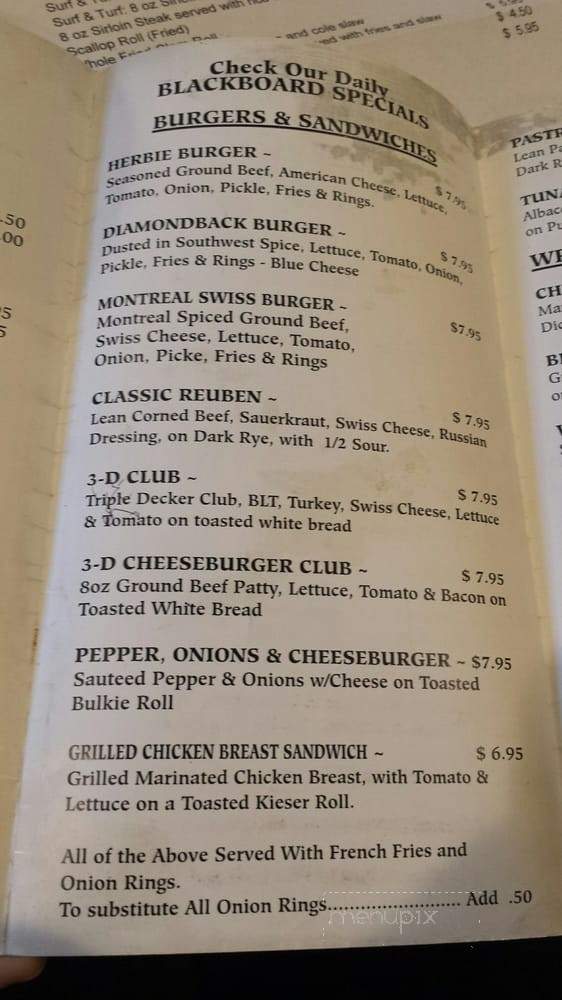 Surf &
Surf & Turf: 8 oz
8 oz Sirloin Steak served with
Scallop Roll (Fried)
and cole slaw
with fries and slaw
$ 4.50
$ 5.95
Check Our Daily
BLACKBOARD SPECIALS
BURGERS & SANDWICHES
HERBIE BURGER ~
Seasoned Ground Beef, American Cheese, Lettuce, $ 7.95
Tomato, Onion, Pickle, Fries & Rings.
DIAMONDBACK BURGER ~
Dusted in Southwest Spice, Lettuce, Tomato, Onion, $ 7.95
Pickle, Fries & Rings - Blue Cheese
MONTREAL SWISS BURGER ~
Montreal Spiced Ground Beef, $7.95
Swiss Cheese, Lettuce, Tomato,
Onion, Picke, Fries & Rings
CLASSIC REUBEN ~ $ 7.95
Lean Corned Beef, Sauerkraut, Swiss Cheese, Russian
Dressing, on Dark Rye, with 1/2 Sour.
3-D CLUB ~ $ 7.95
Triple Decker Club, BLT, Turkey, Swiss Cheese, Lettuce
& Tomato on toasted white bread
3-D CHEESEBURGER CLUB ~ $ 7.95
8oz Ground Beef Patty, Lettuce, Tomato & Bacon on
Toasted White Bread
PEPPER, ONIONS & CHEESEBURGER ~ $7.95
Sauteed Pepper & Onions w/Cheese on Toasted
Bulkie Roll
GRILLED CHICKEN BREAST SANDWICH ~ $ 6.95
Grilled Marinated Chicken Breast, with Tomato &
Lettuce on a Toasted Kieser Roll.
All of the Above Served With French Fries and
Onion Rings.
To substitute All Onion Rings......................... Add .50
menupix
Lean
Dark
on